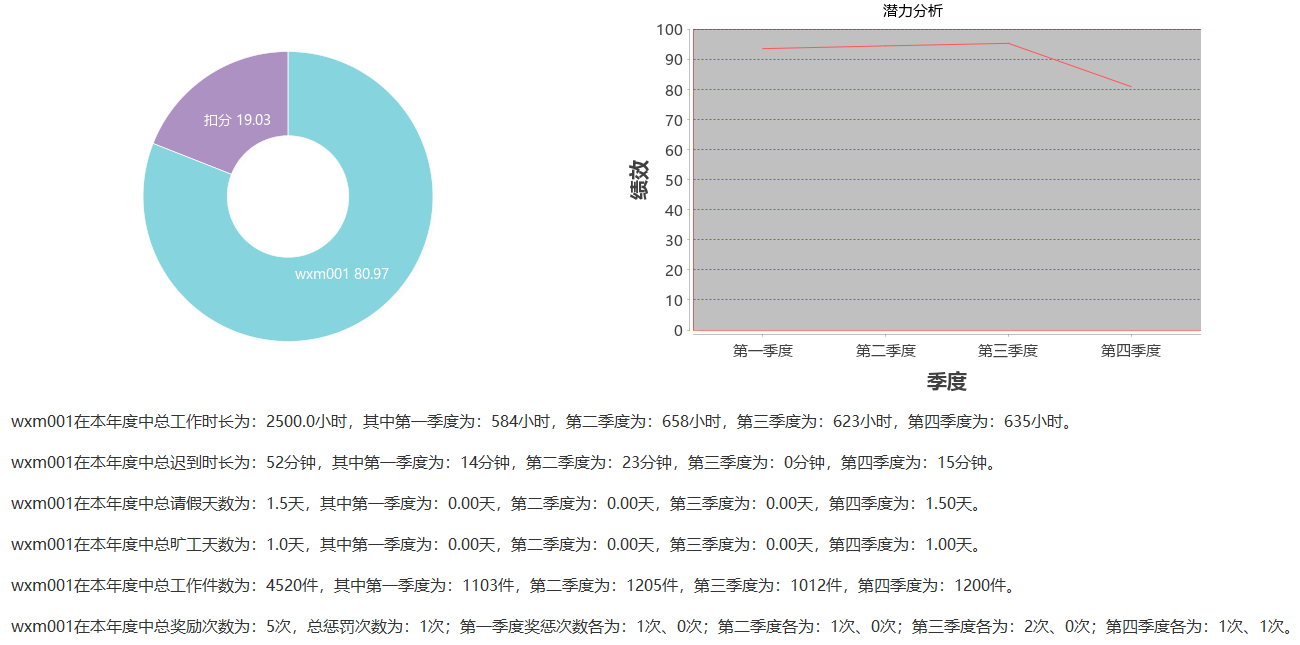 扣分 19.03
wxm001 80.97
潜力分析
100
90
80
70
60
50
40
30
20
10
0
绩效
第一季度 第二季度 第三季度 第四季度
季度
wxm001在本年度中总工作时长为：2500.0小时，其中第一季度为：584小时，第二季度为：658小时，第三季度为：623小时，第四季度为：635小时。
wxm001在本年度中总迟到时长为：52分钟，其中第一季度为：14分钟，第二季度为：23分钟，第三季度为：0分钟，第四季度为：15分钟。
wxm001在本年度中总请假天数为：1.5天，其中第一季度为：0.00天，第二季度为：0.00天，第三季度为：0.00天，第四季度为：1.50天。
wxm001在本年度中总旷工天数为：1.0天，其中第一季度为：0.00天，第二季度为：0.00天，第三季度为：0.00天，第四季度为：1.00天。
wxm001在本年度中总工作件数为：4520件，其中第一季度为：1103件，第二季度为：1205件，第三季度为：1012件，第四季度为：1200件。
wxm001在本年度中总奖励次数为：5次，总惩罚次数为：1次；第一季度奖惩次数各为：1次、0次；第二季度各为：1次、0次；第三季度各为：2次、0次；第四季度各为：1次、1次。